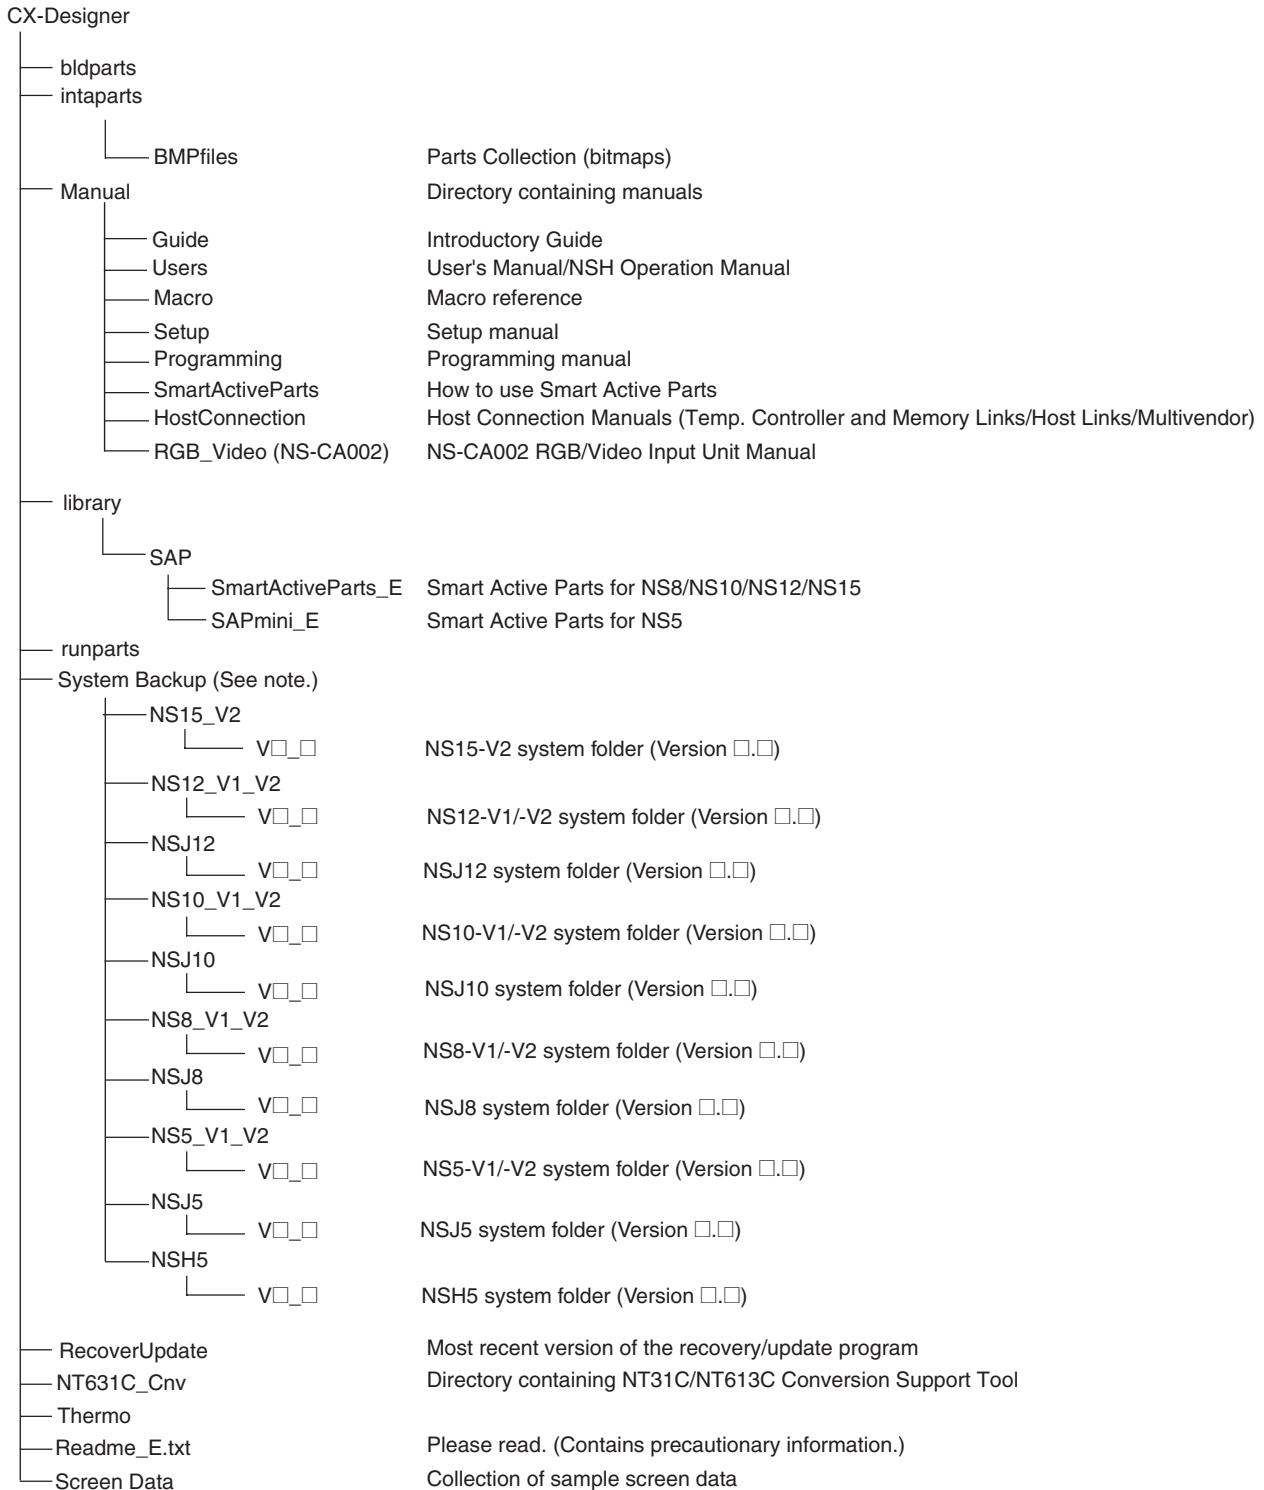 CX-Designer
bldparts
intaparts
BMPfiles Parts Collection (bitmaps)
Manual Directory containing manuals
Guide Introductory Guide
Users User's Manual/NSH Operation Manual
Macro Macro reference
Setup Setup manual
Programming Programming manual
SmartActiveParts How to use Smart Active Parts
HostConnection Host Connection Manuals (Temp. Controller and Memory Links/Host Links/Multivendor)
RGB_Video (NS-CA002) NS-CA002 RGB/Video Input Unit Manual
library
SAP
SmartActiveParts_E Smart Active Parts for NS8/NS10/NS12/NS15
SAPmini_E Smart Active Parts for NS5
runparts
System Backup (See note.)
NS15_V2
V□_□ NS15-V2 system folder (Version □.□)
NS12_V1_V2
V□_□ NS12-V1/-V2 system folder (Version □.□)
NSJ12
V□_□ NSJ12 system folder (Version □.□)
NS10_V1_V2
V□_□ NS10-V1/-V2 system folder (Version □.□)
NSJ10
V□_□ NSJ10 system folder (Version □.□)
NS8_V1_V2
V□_□ NS8-V1/-V2 system folder (Version □.□)
NSJ8
V□_□ NSJ8 system folder (Version □.□)
NS5_V1_V2
V□_□ NS5-V1/-V2 system folder (Version □.□)
NSJ5
V□_□ NSJ5 system folder (Version □.□)
NSH5
V□_□ NSH5 system folder (Version □.□)
RecoverUpdate Most recent version of the recovery/update program
NT631C_Cnv Directory containing NT31C/NT613C Conversion Support Tool
Thermo
Readme_E.txt Please read. (Contains precautionary information.)
Screen Data Collection of sample screen data